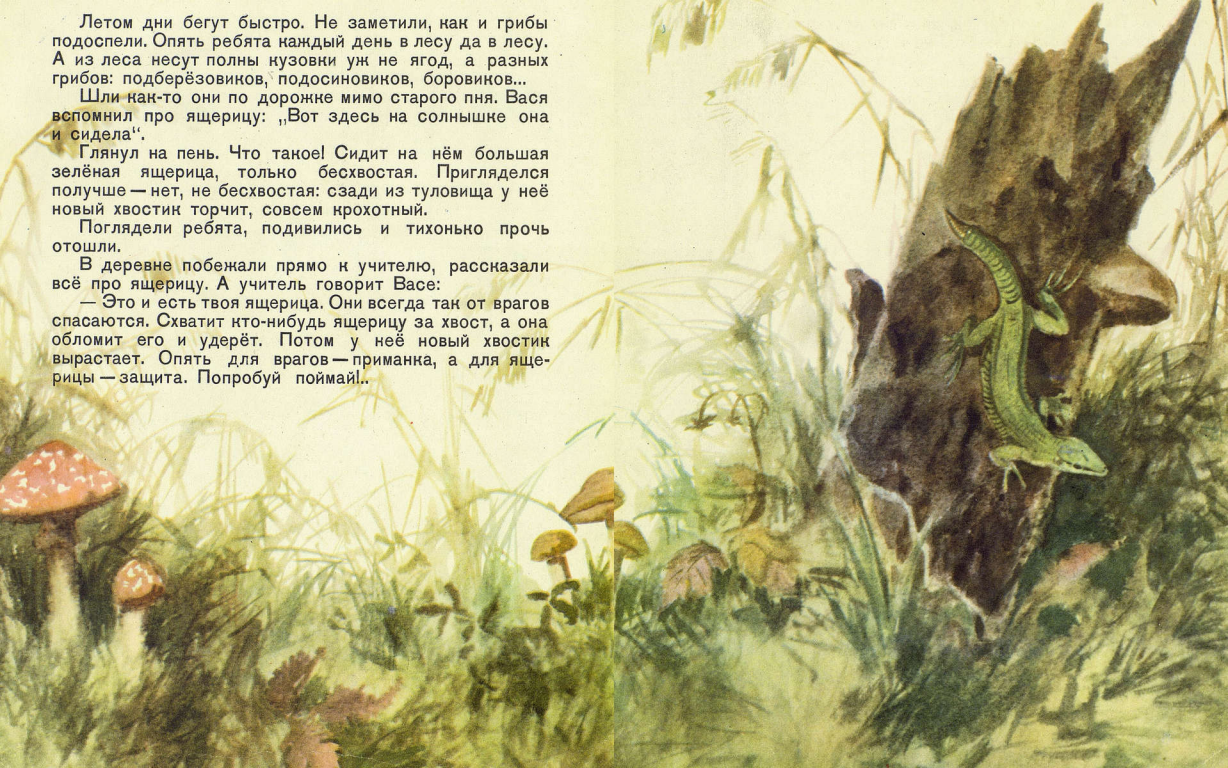 Летом дни бегут быстро. Не заметили, как и грибы
подоспели. Опять ребята каждый день в лесу да в лесу.
А из леса несут полны кузовки уж не ягод, а разных
грибов: подберёзовиков, подосиновиков, боровиков...
Шли как-то они по дорожке мимо старого пня. Вася
вспомнил про ящерицу: „Вот здесь на солнышке она
и сидела“.
Глянул на пень. Что такое! Сидит на нём большая
зелёная ящерица, только бесхвостая. Пригляделся
получше — нет, не бесхвостая: сзади из туловища у неё
новый хвостик торчит, совсем крохотный.
Поглядели ребята, подивились и тихонько прочь
отошли.
В деревне побежали прямо к учителю, рассказали
всё про ящерицу. А учитель говорит Васе:
— Это и есть твоя ящерица. Они всегда так от врагов
спасаются. Схватит кто-нибудь ящерицу за хвост, а она
обломит его и удерёт. Потом у неё новый хвостик
вырастает. Опять для врагов — приманка, а для яще-
рицы — защита. Попробуй поймай!..